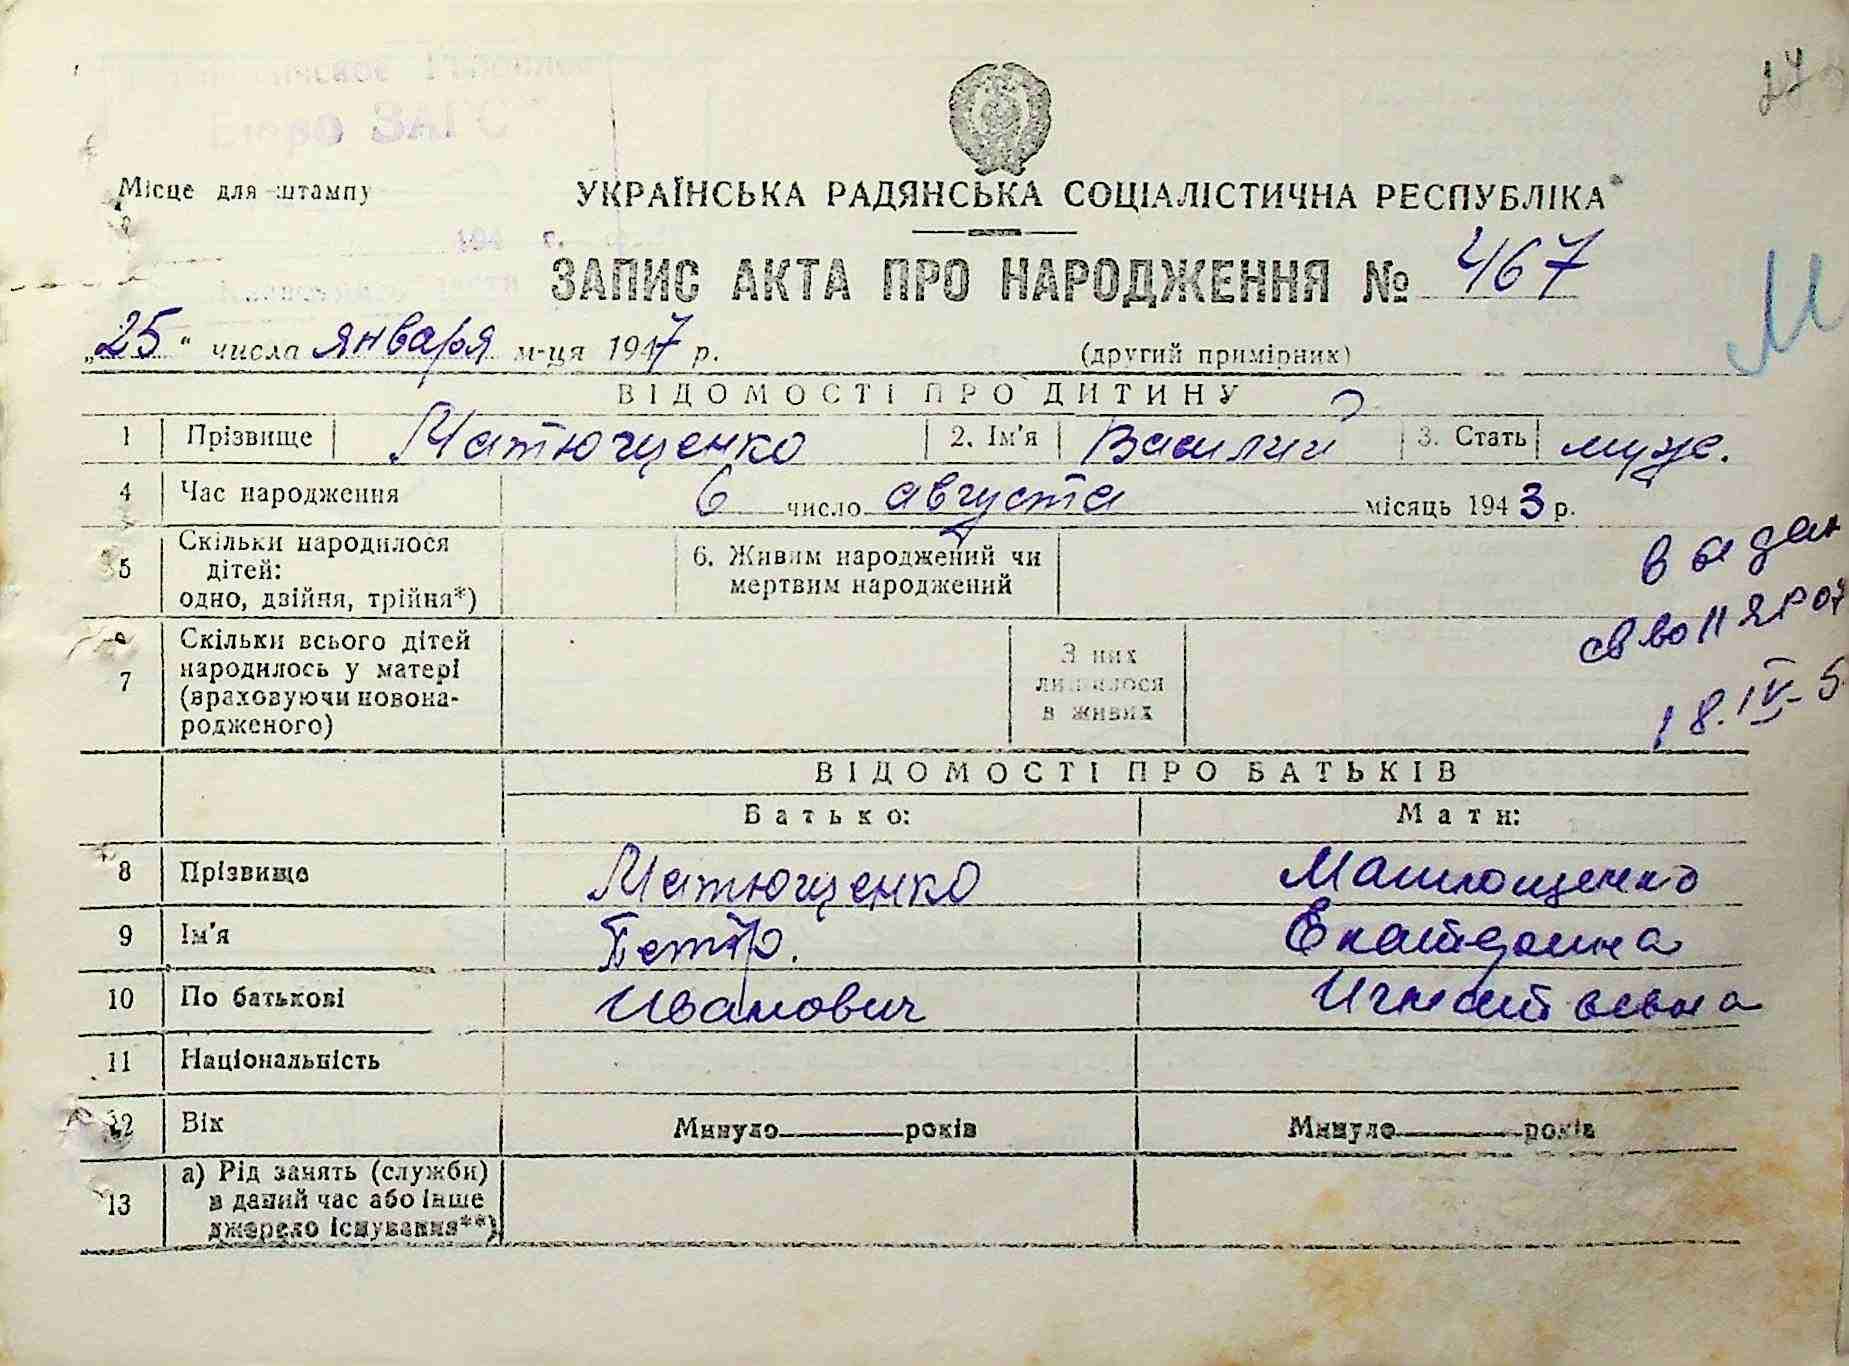 Бюро ЗАГС
Місце для штампу
194 г.
УКРАЇНСЬКА РАДЯНСЬКА СОЦІАЛІСТИЧНА РЕСПУБЛІКА
ЗАПИС АКТА ПРО НАРОДЖЕННЯ № 467
„25“ числа января м-ця 1947 р. (другий примірник)
М
ВІДОМОСТІ ПРО ДИТИНУ
1 Прізвище Матющенко 2. Ім'я Василий 3. Стать муж.
4 Час народження 6 число августа місяць 1943 р.
5 Скільки народилося дітей: одно, двійня, трійня*) 6. Живим народжений чи мертвим народжений
7 Скільки всього дітей народилось у матері (враховуючи новонародженого) З них лишилося в живих
18.IV-5
ВІДОМОСТІ ПРО БАТЬКІВ
Батько: Мати:
8 Прізвище Матющенко Матющенко
9 Ім'я Петр. Екатерина
10 По батькові Иванович Игнатьевна
11 Національність
12 Вік Минуло років Минуло років
13 а) Рід занять (служби) в даний час або інше джерело існування**)